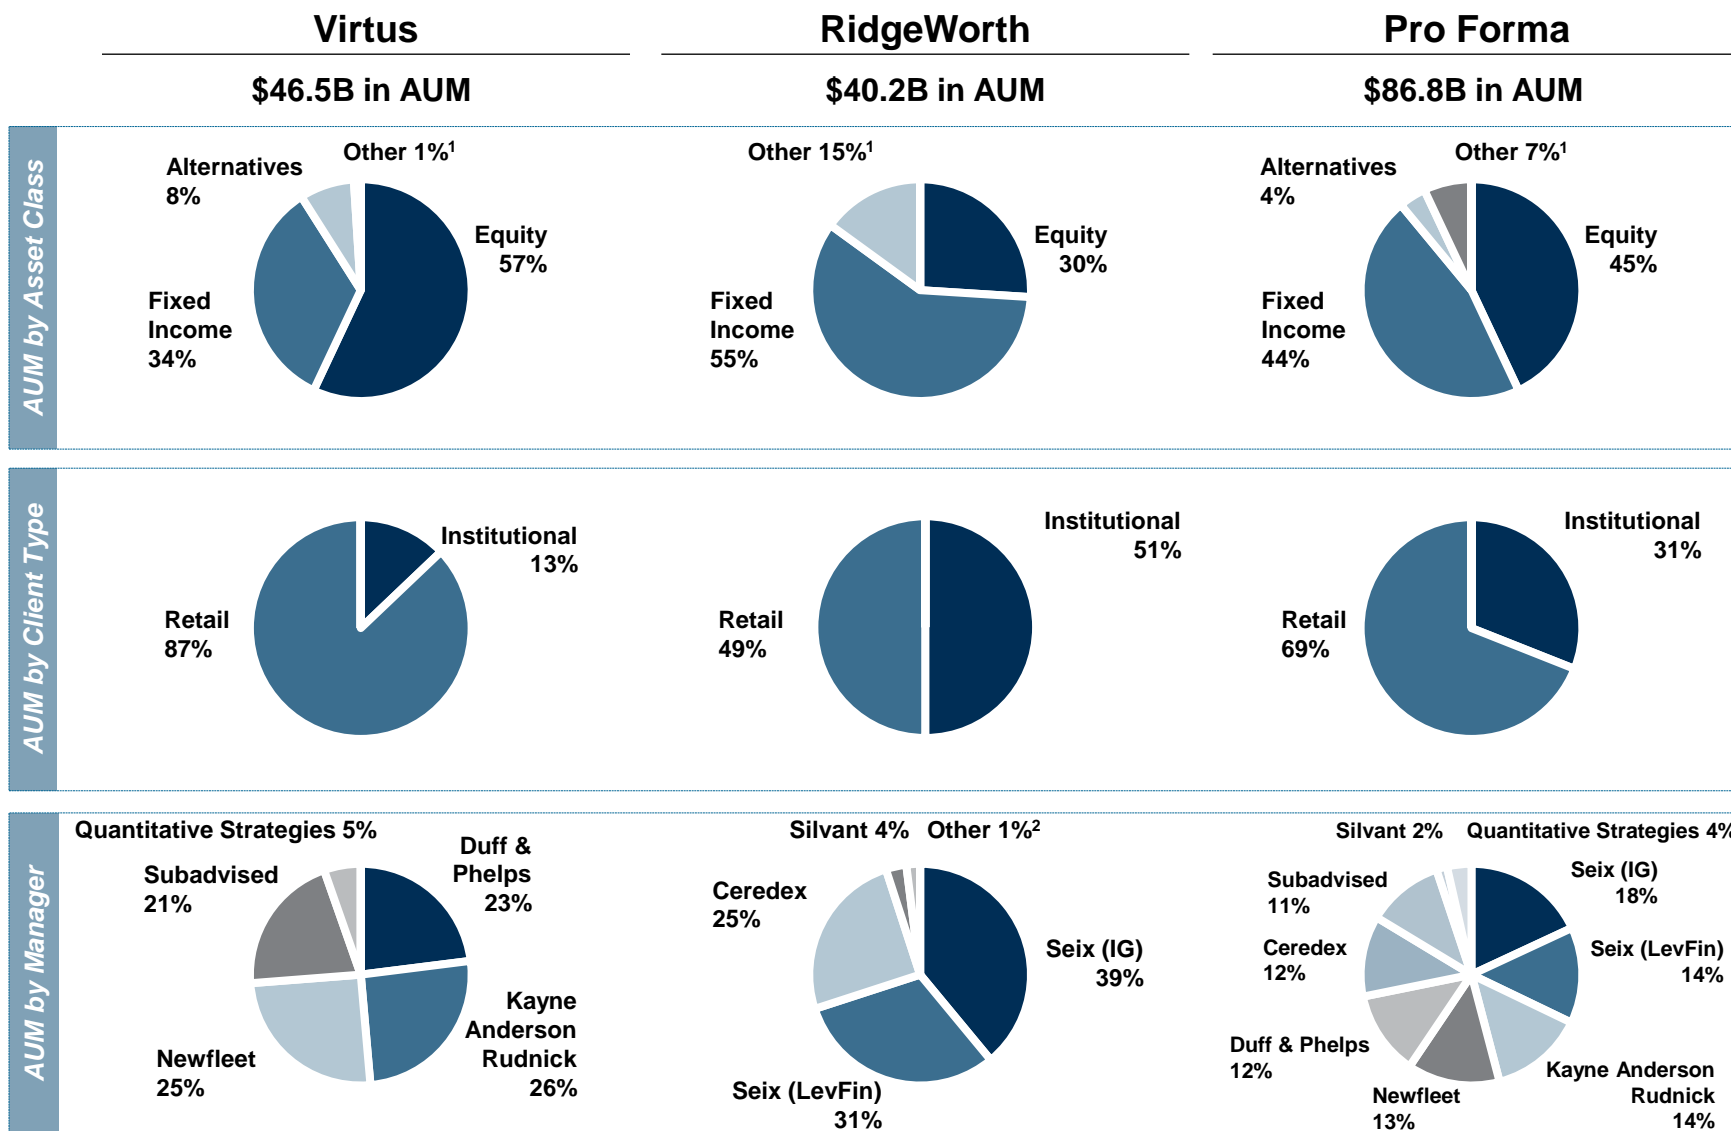 Virtus
RidgeWorth
Pro Forma
$46.5B in AUM
$40.2B in AUM
$86.8B in AUM
AUM by Asset Class
Other 1%¹
Alternatives
8%
Equity
57%
Fixed
Income
34%
Other 15%¹
Equity
30%
Fixed
Income
55%
Other 7%¹
Alternatives
4%
Equity
45%
Fixed
Income
44%
AUM by Client Type
Institutional
13%
Retail
87%
Institutional
51%
Retail
49%
Institutional
31%
Retail
69%
AUM by Manager
Quantitative Strategies 5%
Duff &
Phelps
23%
Subadvised
21%
Kayne
Anderson
Rudnick
26%
Newfleet
25%
Silvant 4%
Other 1%²
Ceredex
25%
Seix (IG)
39%
Seix (LevFin)
31%
Silvant 2%
Quantitative Strategies 4%
Seix (IG)
18%
Subadvised
11%
Seix (LevFin)
14%
Ceredex
12%
Duff & Phelps
12%
Kayne Anderson
Rudnick
14%
Newfleet
13%